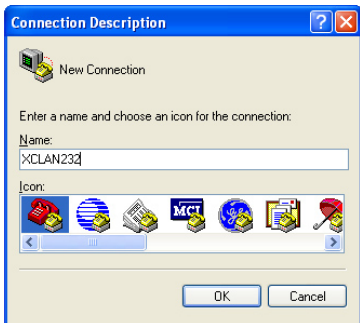 Connection Description
New Connection
Enter a name and choose an icon for the connection:
Name:
XCLAN232
Icon:
MCI
OK
Cancel